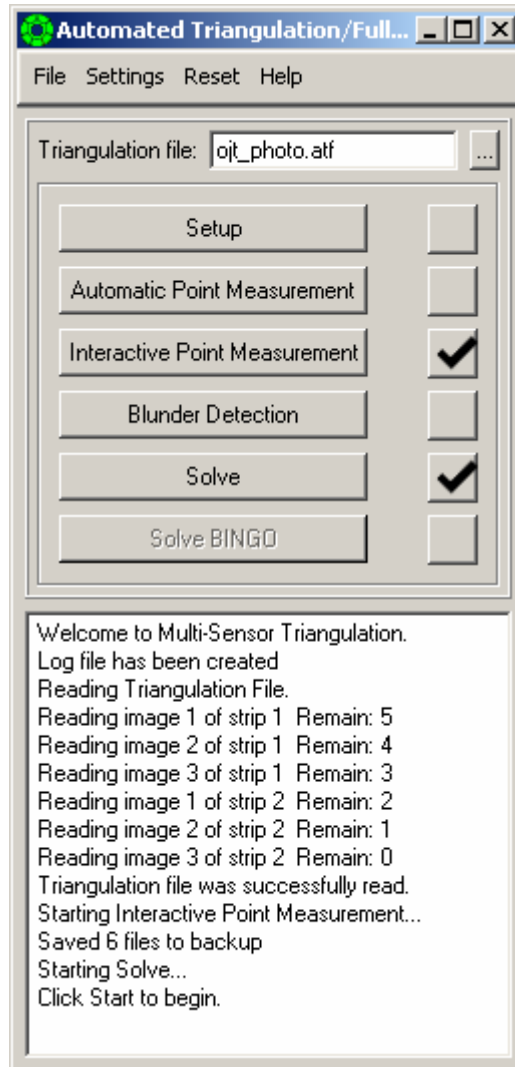 Automated Triangulation/Full...
File Settings Reset Help
Triangulation file: ojt_photo.atf ...
Setup
Automatic Point Measurement
Interactive Point Measurement
Blunder Detection
Solve
Solve BINGO
Welcome to Multi-Sensor Triangulation.
Log file has been created
Reading Triangulation File.
Reading image 1 of strip 1 Remain: 5
Reading image 2 of strip 1 Remain: 4
Reading image 3 of strip 1 Remain: 3
Reading image 1 of strip 2 Remain: 2
Reading image 2 of strip 2 Remain: 1
Reading image 3 of strip 2 Remain: 0
Triangulation file was successfully read.
Starting Interactive Point Measurement...
Saved 6 files to backup
Starting Solve...
Click Start to begin.